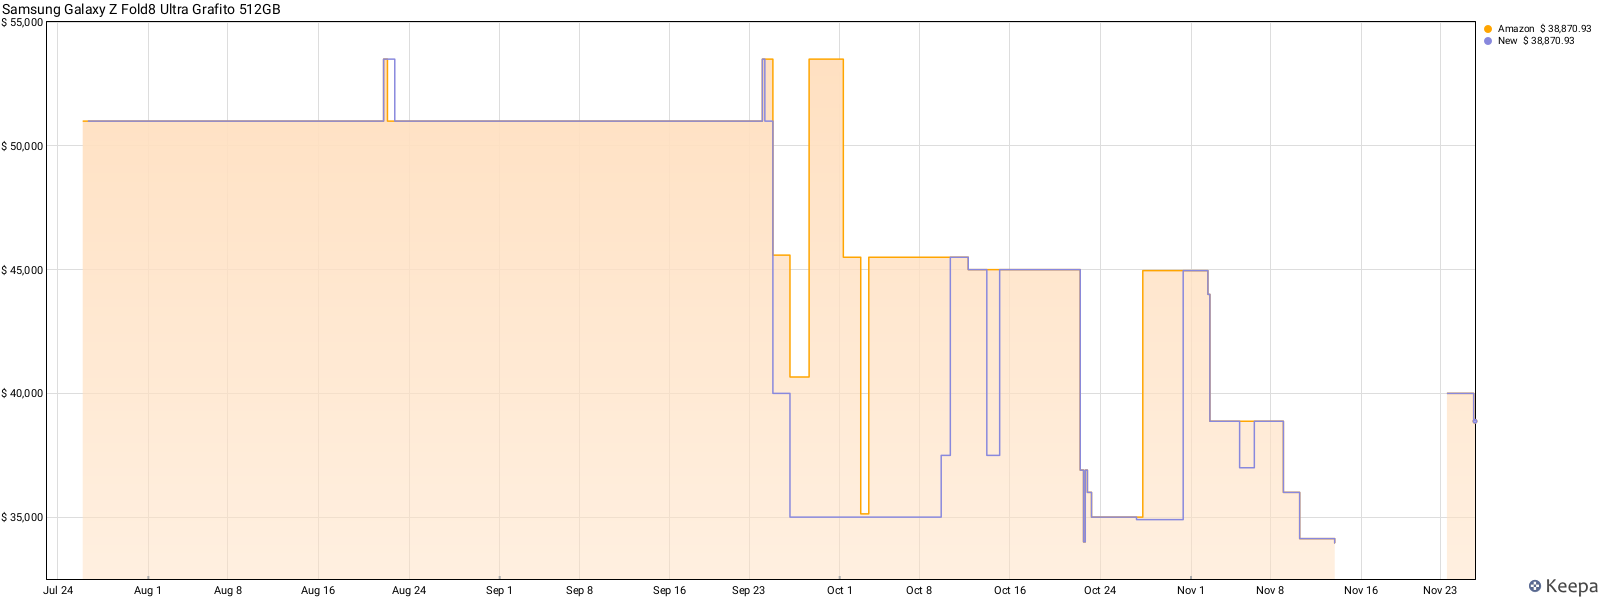 Samsung Galaxy Z Fold8 Ultra Grafito 512GB
$ 55,000
$ 50,000
$ 45,000
$ 40,000
$ 35,000
Jul 24
Aug 1
Aug 8
Aug 16
Aug 24
Sep 1
Sep 8
Sep 16
Sep 23
Oct 1
Oct 8
Oct 16
Oct 24
Nov 1
Nov 8
Nov 16
Nov 23
Amazon $ 38,870.93
New $ 38,870.93
Keepa